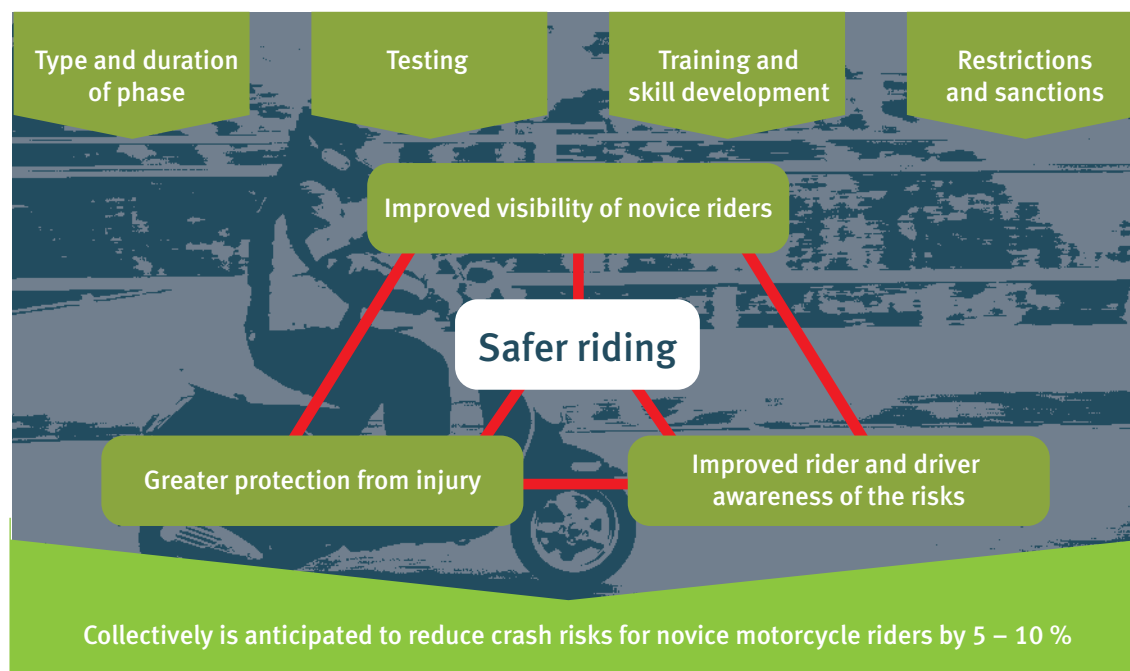 Type and duration
of phase
Testing
Training and
skill development
Restrictions
and sanctions
Improved visibility of novice riders
Safer riding
Greater protection from injury
Improved rider and driver
awareness of the risks
Collectively is anticipated to reduce crash risks for novice motorcycle riders by 5 – 10 %